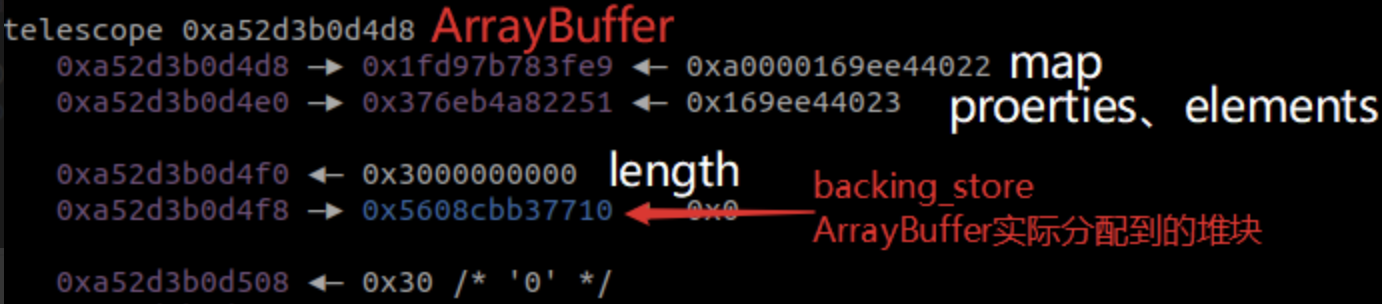 telescope 0xa52d3b0d4d8 ArrayBuffer
0xa52d3b0d4d8 —▸ 0x1fd97b783fe9 ◂— 0xa0000169ee44022 map
0xa52d3b0d4e0 —▸ 0x376eb4a82251 ◂— 0x169ee44023 proerties、elements
0xa52d3b0d4f0 ◂— 0x3000000000 length
backing_store
0xa52d3b0d4f8 —▸ 0x5608cbb37710 ◂— 0x0
ArrayBuffer实际分配到的堆块
0xa52d3b0d508 ◂— 0x30 /* '0' */